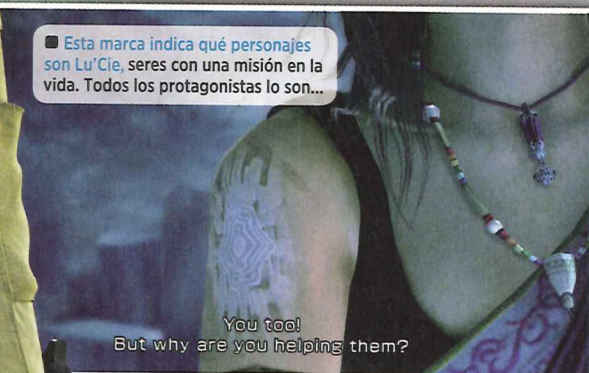 Esta marca indica qué personajes
son Lu'Cie, seres con una misión en la
vida. Todos los protagonistas lo son...
You too!
But why are you helping them?